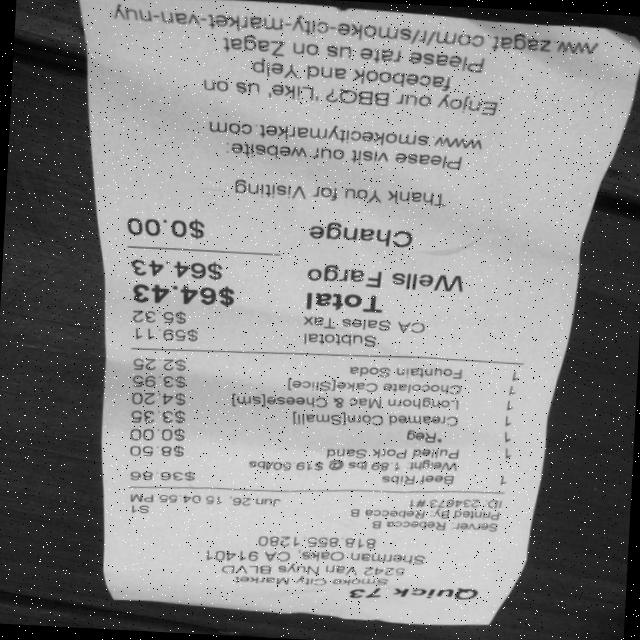 Quick 73
Smoke City Market
5242 Van Nuys BLVD
Sherman Oaks, CA 91401
818.855.1280
Server: Rebecca B
Printed By: Rebecca B S1
ID: 234673 #1 Jun 26, 15 04:55 PM
1 Beef Ribs $36.86
Weight 1.89 lbs @ $19.50/lbs
1 Pulled Pork Sand $8.50
1 *Reg $0.00
1 Creamed Corn[Small] $3.35
1 Longhorn Mac & Cheese[sm] $4.20
1 Chocolate Cake[Slice] $3.95
1 Fountain Soda $2.25
Subtotal $59.11
CA Sales Tax $5.32
Total $64.43
Wells Fargo $64.43
Change $0.00
Thank You for Visiting
Please visit our website:
www.smokecitymarket.com
Enjoy our BBQ? 'Like' us on
facebook and Yelp
Please rate us on Zagat
www.zagat.com/l/smoke-city-market-van-nuy